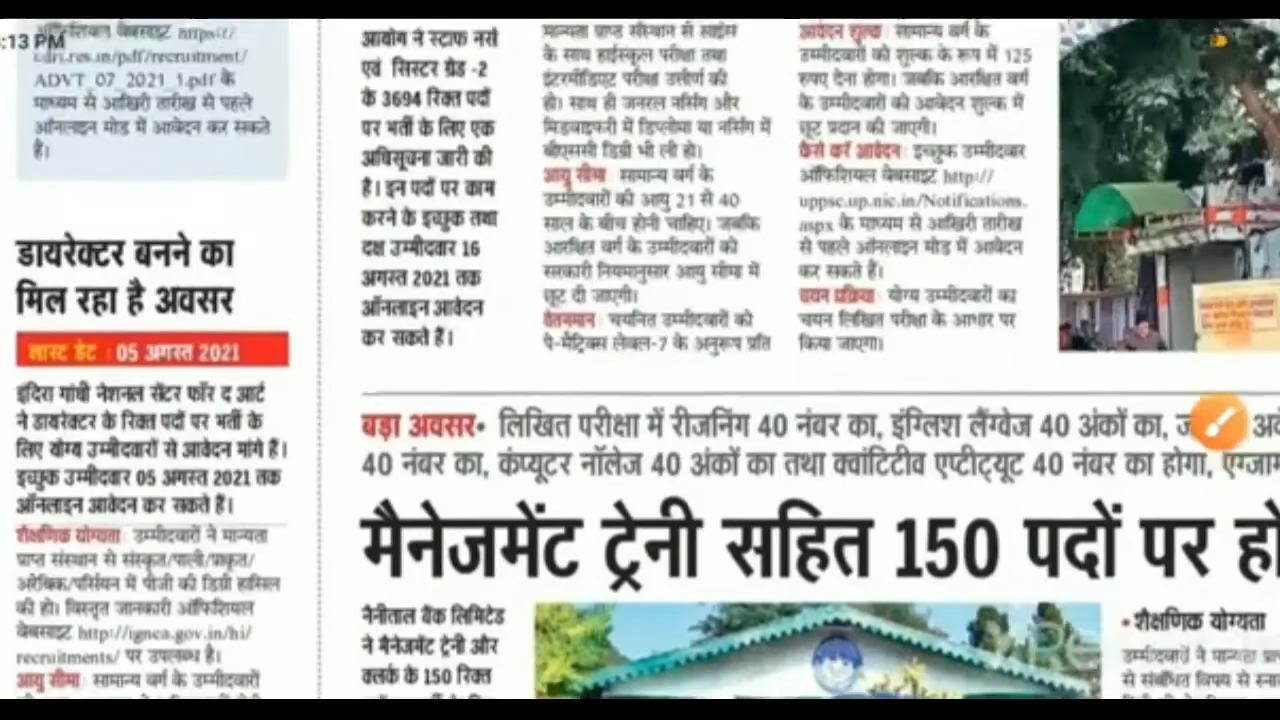 :13 PM
ऑफिशियल वेबसाइट https://
cdri.res.in/pdf/recruitment/
ADVT_07_2021_1.pdf के
माध्यम से आखिरी तारीख से पहले
ऑनलाइन मोड में आवेदन कर सकते
हैं।
डायरेक्टर बनने का
मिल रहा है अवसर
लास्ट डेट : 05 अगस्त 2021
इंदिरा गांधी नेशनल सेंटर फॉर द आर्ट
ने डायरेक्टर के रिक्त पदों पर भर्ती के
लिए योग्य उम्मीदवारों से आवेदन मांगे हैं।
इच्छुक उम्मीदवार 05 अगस्त 2021 तक
ऑनलाइन आवेदन कर सकते हैं।
शैक्षणिक योग्यता: उम्मीदवारों ने मान्यता
प्राप्त संस्थान से संस्कृत/पाली/प्राकृत/
अरेबिक/पर्सियन में पीजी की डिग्री हासिल
की हो। विस्तृत जानकारी ऑफिशियल
वेबसाइट http://ignca.gov.in/hi/
recruitments/ पर उपलब्ध है।
आयु सीमा: सामान्य वर्ग के उम्मीदवारों
आयोग ने स्टाफ नर्स
एवं सिस्टर ग्रेड -2
के 3694 रिक्त पदों
पर भर्ती के लिए एक
अधिसूचना जारी की
है। इन पदों पर काम
करने के इच्छुक तथा
दक्ष उम्मीदवार 16
अगस्त 2021 तक
ऑनलाइन आवेदन
कर सकते हैं।
मान्यता प्राप्त संस्थान से साइंस
के साथ हाईस्कूल परीक्षा तथा
इंटरमीडिएट परीक्षा उत्तीर्ण की
हो। साथ ही जनरल नर्सिंग और
मिडवाइफरी में डिप्लोमा या नर्सिंग में
बीएससी डिग्री भी ली हो।
आयु सीमा: सामान्य वर्ग के
उम्मीदवारों की आयु 21 से 40
साल के बीच होनी चाहिए। जबकि
आरक्षित वर्ग के उम्मीदवारों को
सरकारी नियमानुसार आयु सीमा में
छूट दी जाएगी।
वेतनमान: चयनित उम्मीदवारों को
पे-मैट्रिक्स लेवल-7 के अनुरूप प्रति
आवेदन शुल्क: सामान्य वर्ग के
उम्मीदवारों को शुल्क के रूप में 125
रुपए देना होगा। जबकि आरक्षित वर्ग
के उम्मीदवारों को आवेदन शुल्क में
छूट प्रदान की जाएगी।
कैसे करें आवेदन: इच्छुक उम्मीदवार
ऑफिशियल वेबसाइट http://
uppsc.up.nic.in/Notifications.
aspx के माध्यम से आखिरी तारीख
से पहले ऑनलाइन मोड में आवेदन
कर सकते हैं।
चयन प्रक्रिया: योग्य उम्मीदवारों का
चयन लिखित परीक्षा के आधार पर
किया जाएगा।
बड़ा अवसर• लिखित परीक्षा में रीजनिंग 40 नंबर का, इंग्लिश लैंग्वेज 40 अंकों का,
40 नंबर का, कंप्यूटर नॉलेज 40 अंकों का तथा क्वांटिटीव एप्टीट्यूट 40 नंबर का होगा, एग्जाम
मैनेजमेंट ट्रेनी सहित 150 पदों पर हो
नैनीताल बैंक लिमिटेड
ने मैनेजमेंट ट्रेनी और
क्लर्क के 150 रिक्त
• शैक्षणिक योग्यता
उम्मीदवारों ने मान्यता प्रा
से संबंधित विषय से स्ना